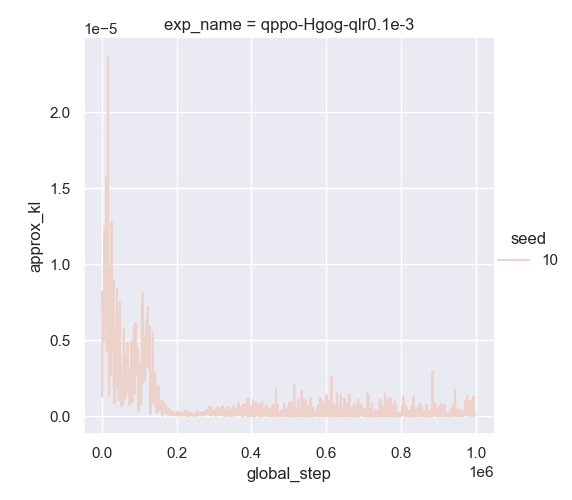 exp_name = qppo-Hgog-qlr0.1e-3
1e−5
2.0
1.5
1.0
0.5
0.0
approx_kl
0.0 0.2 0.4 0.6 0.8 1.0
1e6
global_step
seed
10